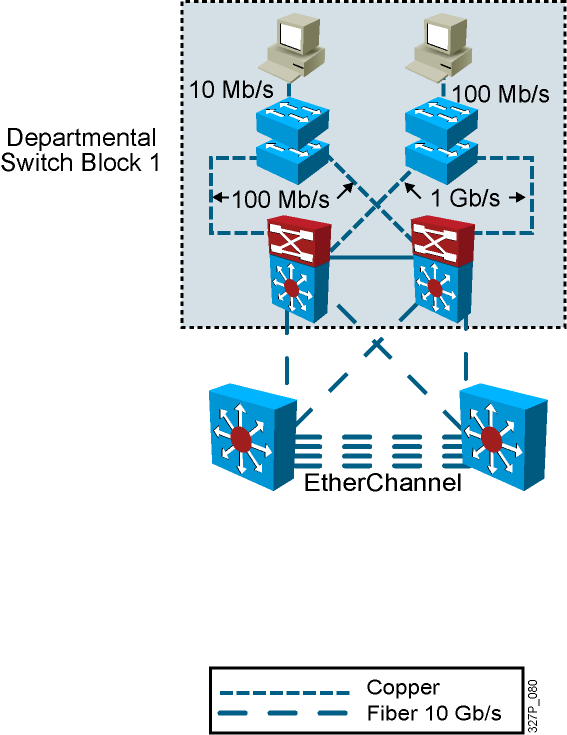 10 Mb/s
100 Mb/s
Departmental
Switch Block 1
100 Mb/s
1 Gb/s
EtherChannel
Copper
Fiber 10 Gb/s
327P_080